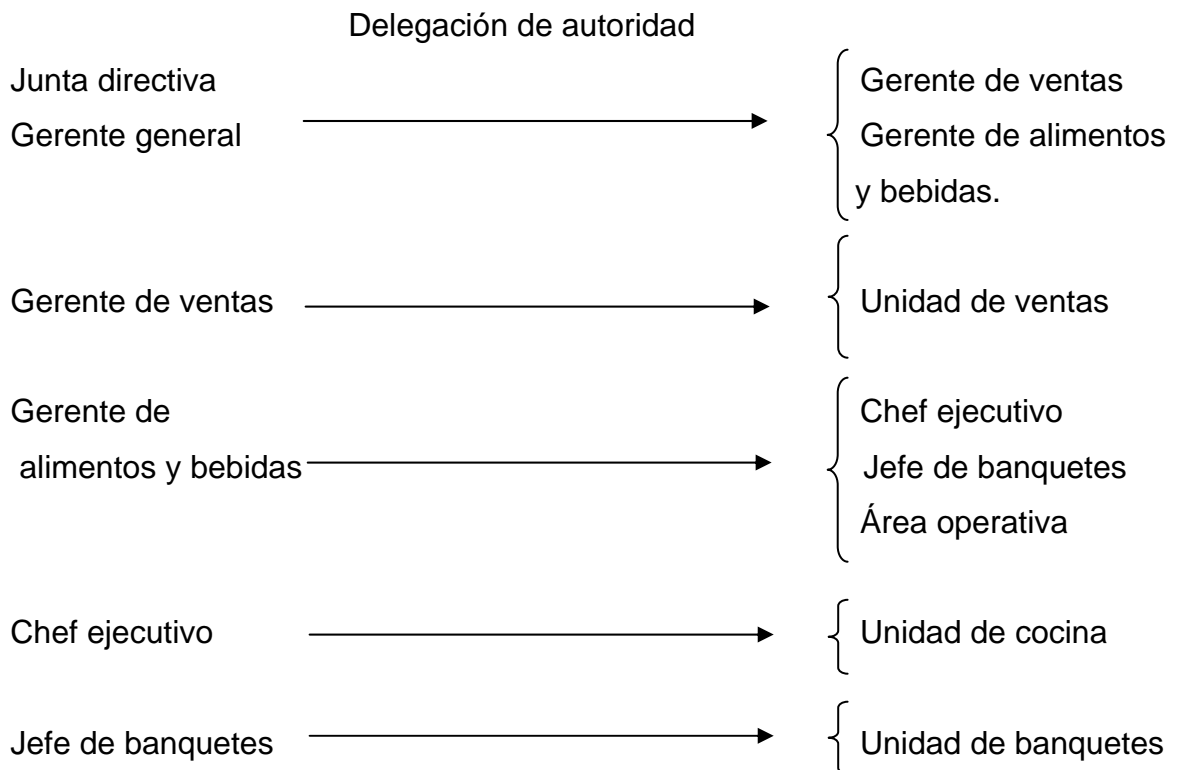 Delegación de autoridad
Junta directiva
Gerente general
Gerente de ventas
Gerente de alimentos
y bebidas.
Gerente de ventas
Unidad de ventas
Gerente de
alimentos y bebidas
Chef ejecutivo
Jefe de banquetes
Área operativa
Chef ejecutivo
Unidad de cocina
Jefe de banquetes
Unidad de banquetes